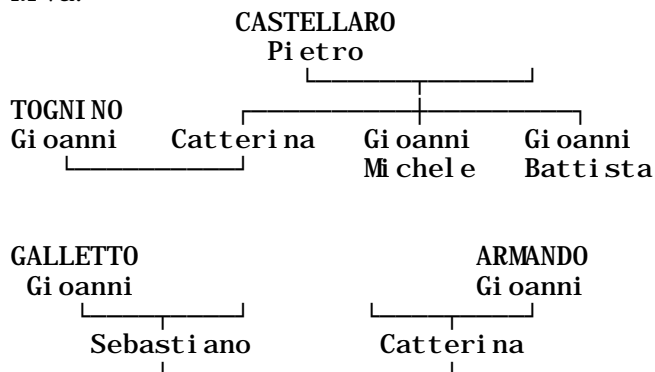 CASTELLARO
Pietro
TOGNINO
Gioanni Catterina Gioanni Gioanni
Michele Battista
GALLETTO ARMANDO
Gioanni Gioanni
Sebastiano Catterina